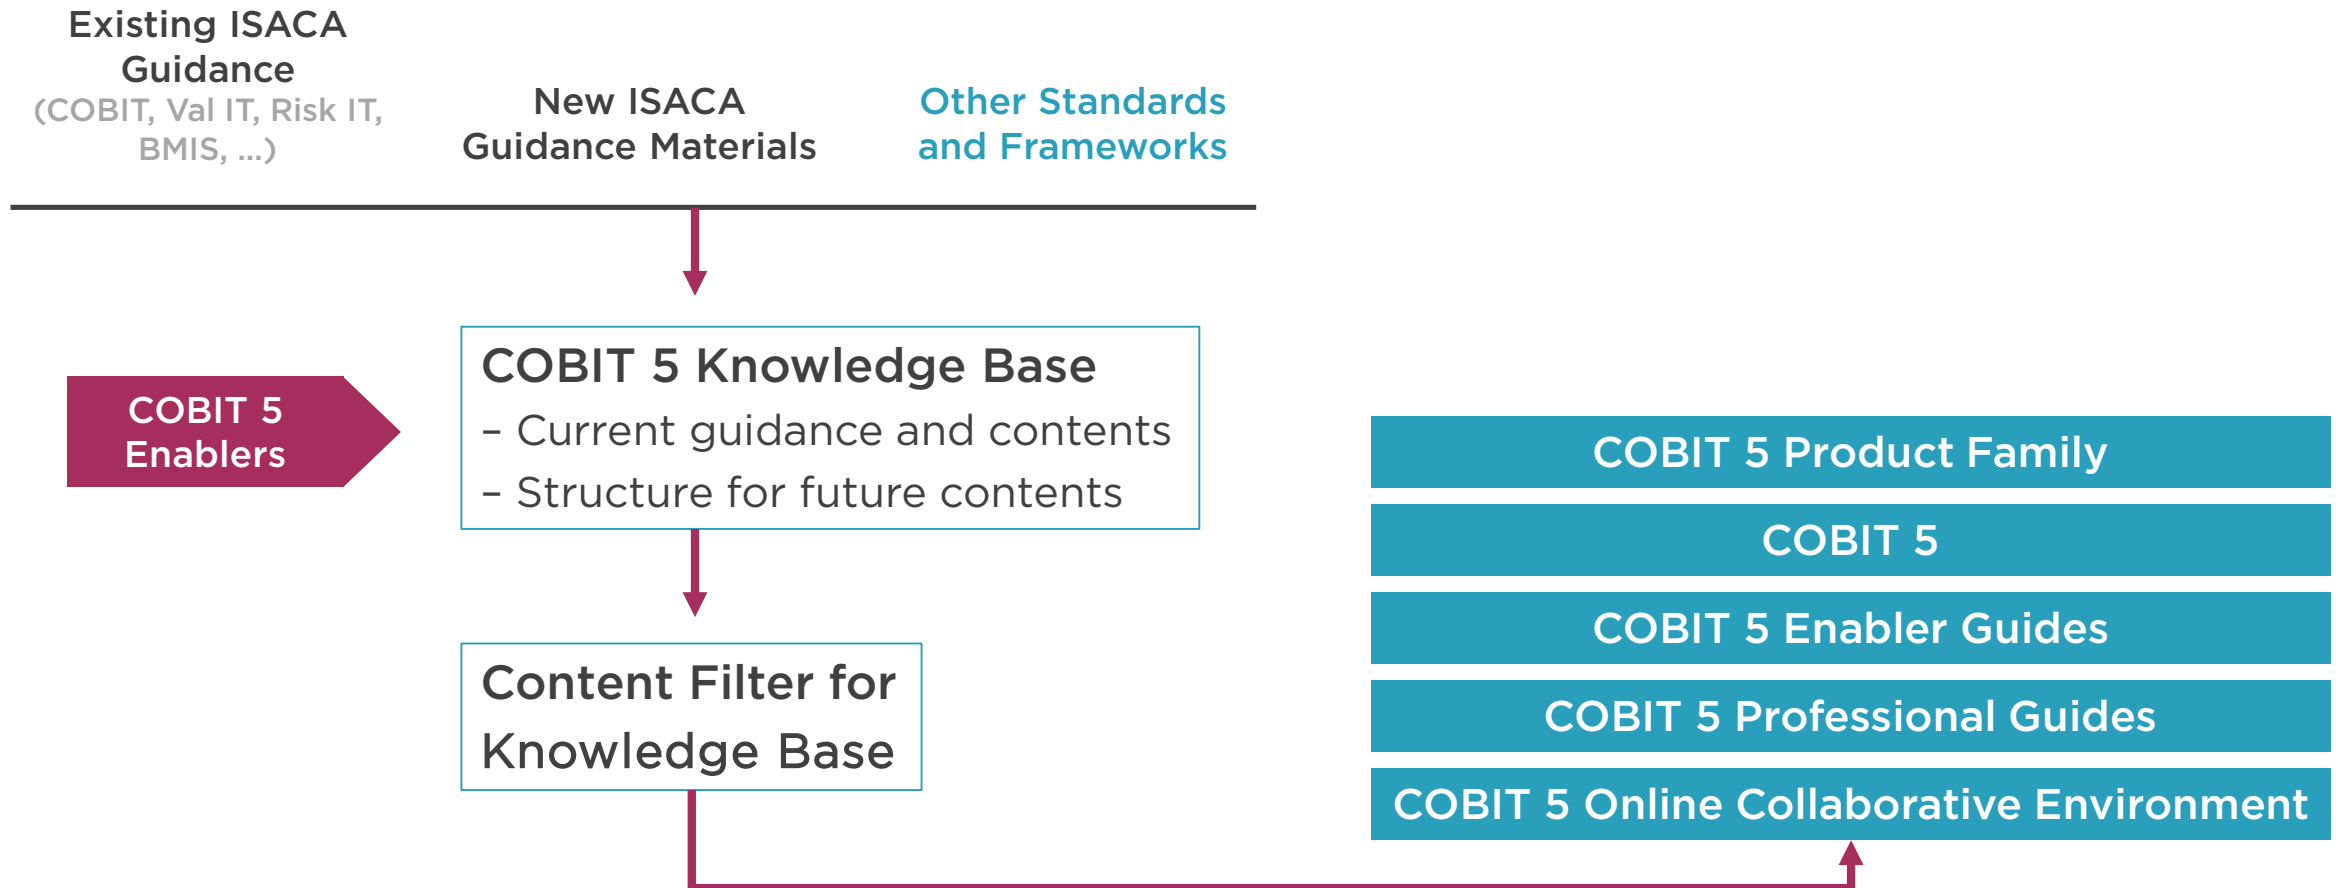 Existing ISACA
Guidance
(COBIT, Val IT, Risk IT,
BMIS, ...)
New ISACA
Guidance Materials
Other Standards
and Frameworks
COBIT 5
Enablers
COBIT 5 Knowledge Base
– Current guidance and contents
– Structure for future contents
Content Filter for
Knowledge Base
COBIT 5 Product Family
COBIT 5
COBIT 5 Enabler Guides
COBIT 5 Professional Guides
COBIT 5 Online Collaborative Environment